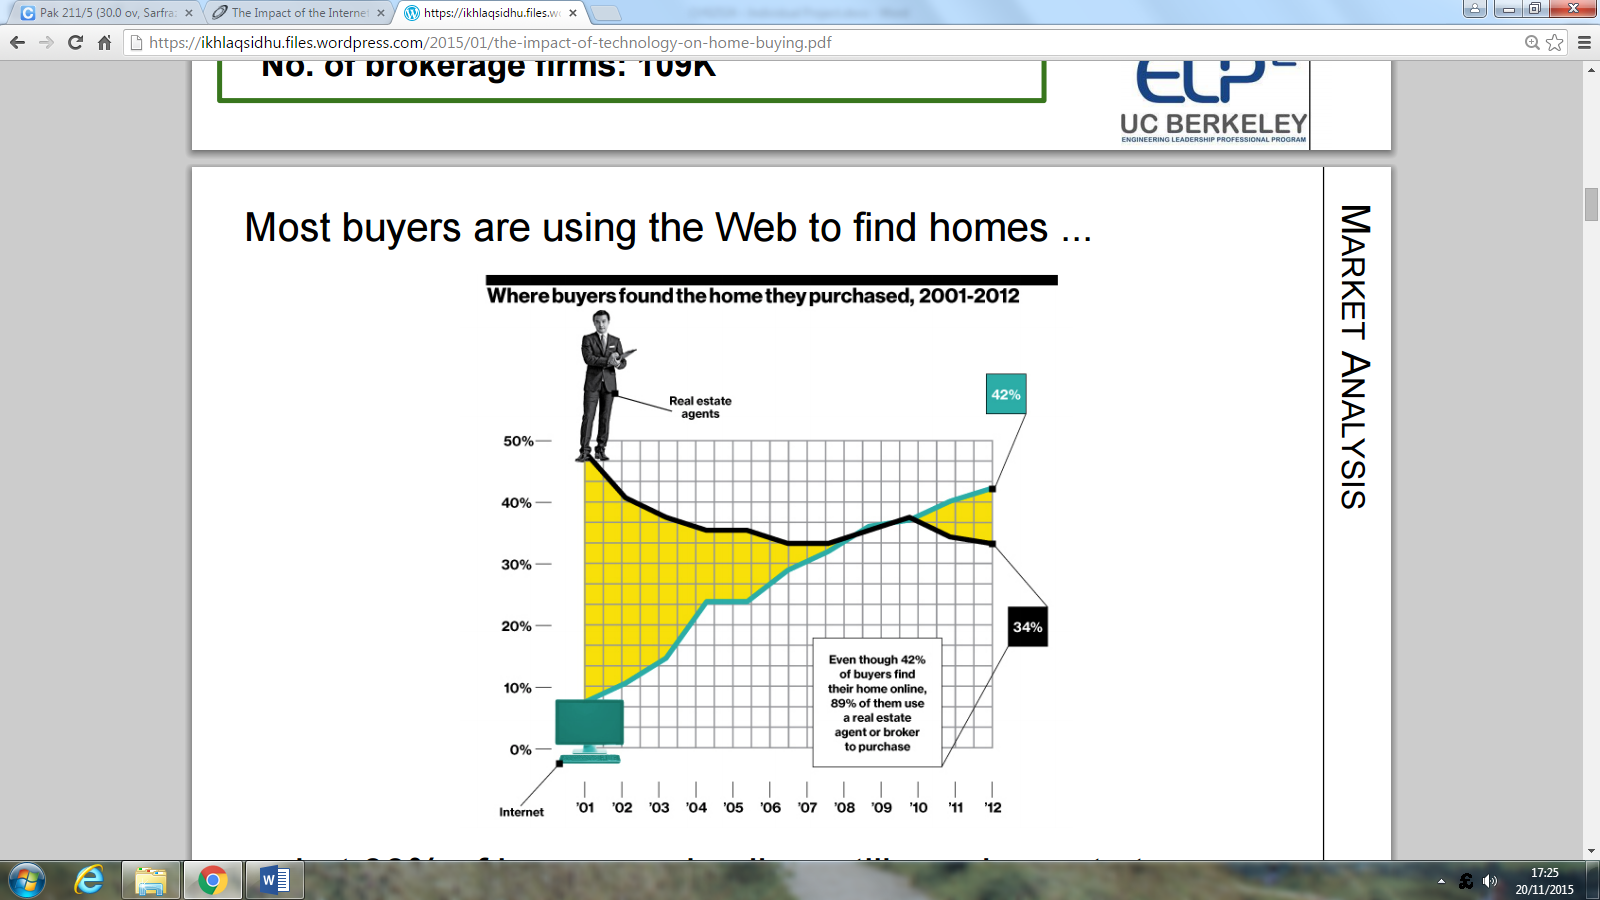 Pak 211/5 (30.0 ov, Sarfra
The Impact of the Internet
https://ikhlaqsidhu.files.w
https://ikhlaqsidhu.files.wordpress.com/2015/01/the-impact-of-technology-on-home-buying.pdf
No. of brokerage firms: 109K
UC BERKELEY
ENGINEERING LEADERSHIP PROFESSIONAL PROGRAM
Most buyers are using the Web to find homes ...
MARKET ANALYSIS
Where buyers found the home they purchased, 2001-2012
Real estate
agents
42%
50%
40%
30%
20%
10%
0%
34%
Even though 42%
of buyers find
their home online,
89% of them use
a real estate
agent or broker
to purchase
Internet
'01 '02 '03 '04 '05 '06 '07 '08 '09 '10 '11 '12
17:25
20/11/2015